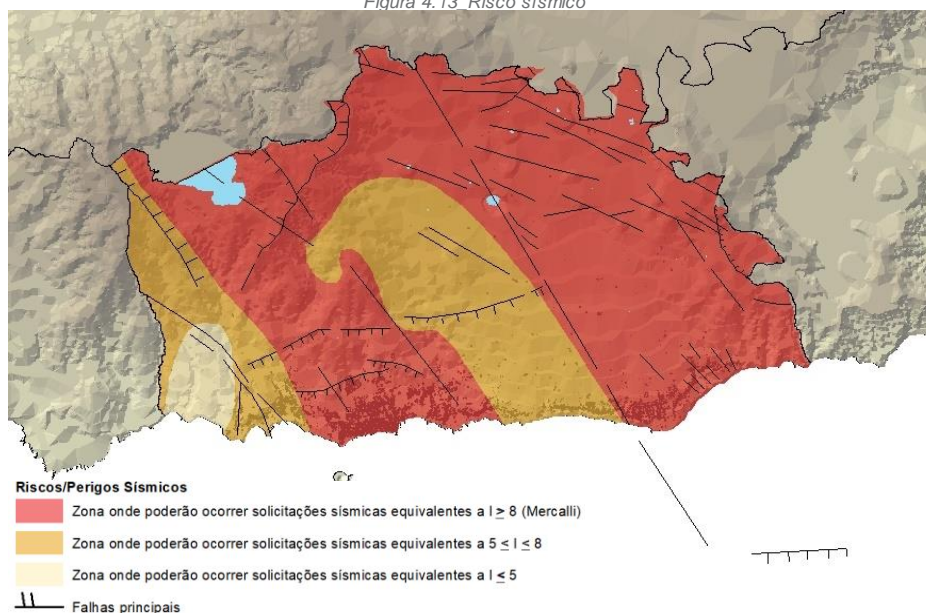 Figura 4.13_Risco sísmico
Riscos/Perigos Sísmicos
Zona onde poderão ocorrer solicitações sísmicas equivalentes a I ≥ 8 (Mercalli)
Zona onde poderão ocorrer solicitações sísmicas equivalentes a 5 ≤ I ≤ 8
Zona onde poderão ocorrer solicitações sísmicas equivalentes a I ≤ 5
Falhas principais